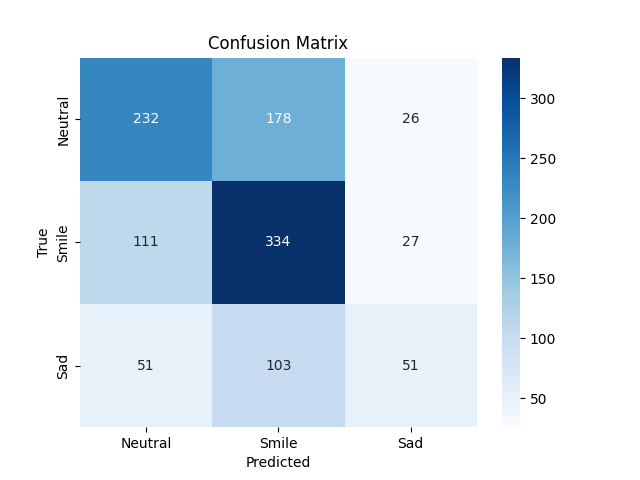 Confusion Matrix
Neutral 232 178 26
True
Smile 111 334 27
Sad 51 103 51
Neutral Smile Sad
Predicted
300
250
200
150
100
50